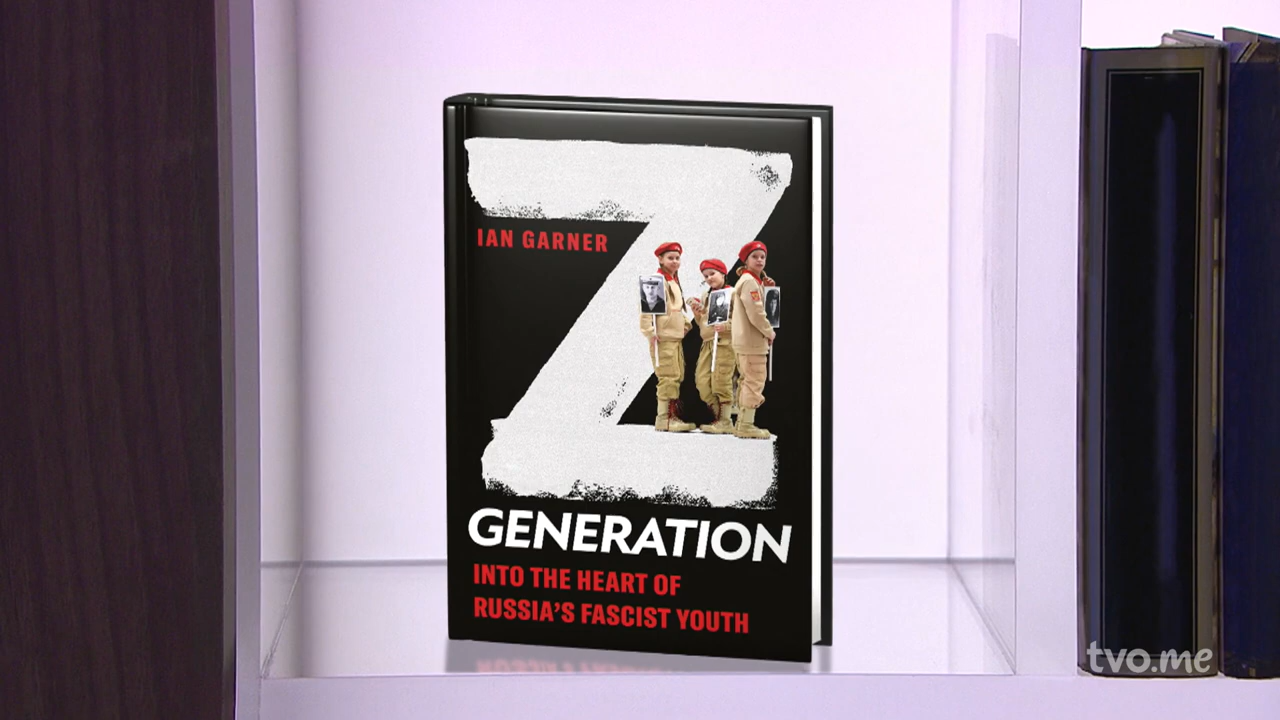 Z
IAN GARNER
GENERATION
INTO THE HEART OF
RUSSIA'S FASCIST YOUTH
tvo.me